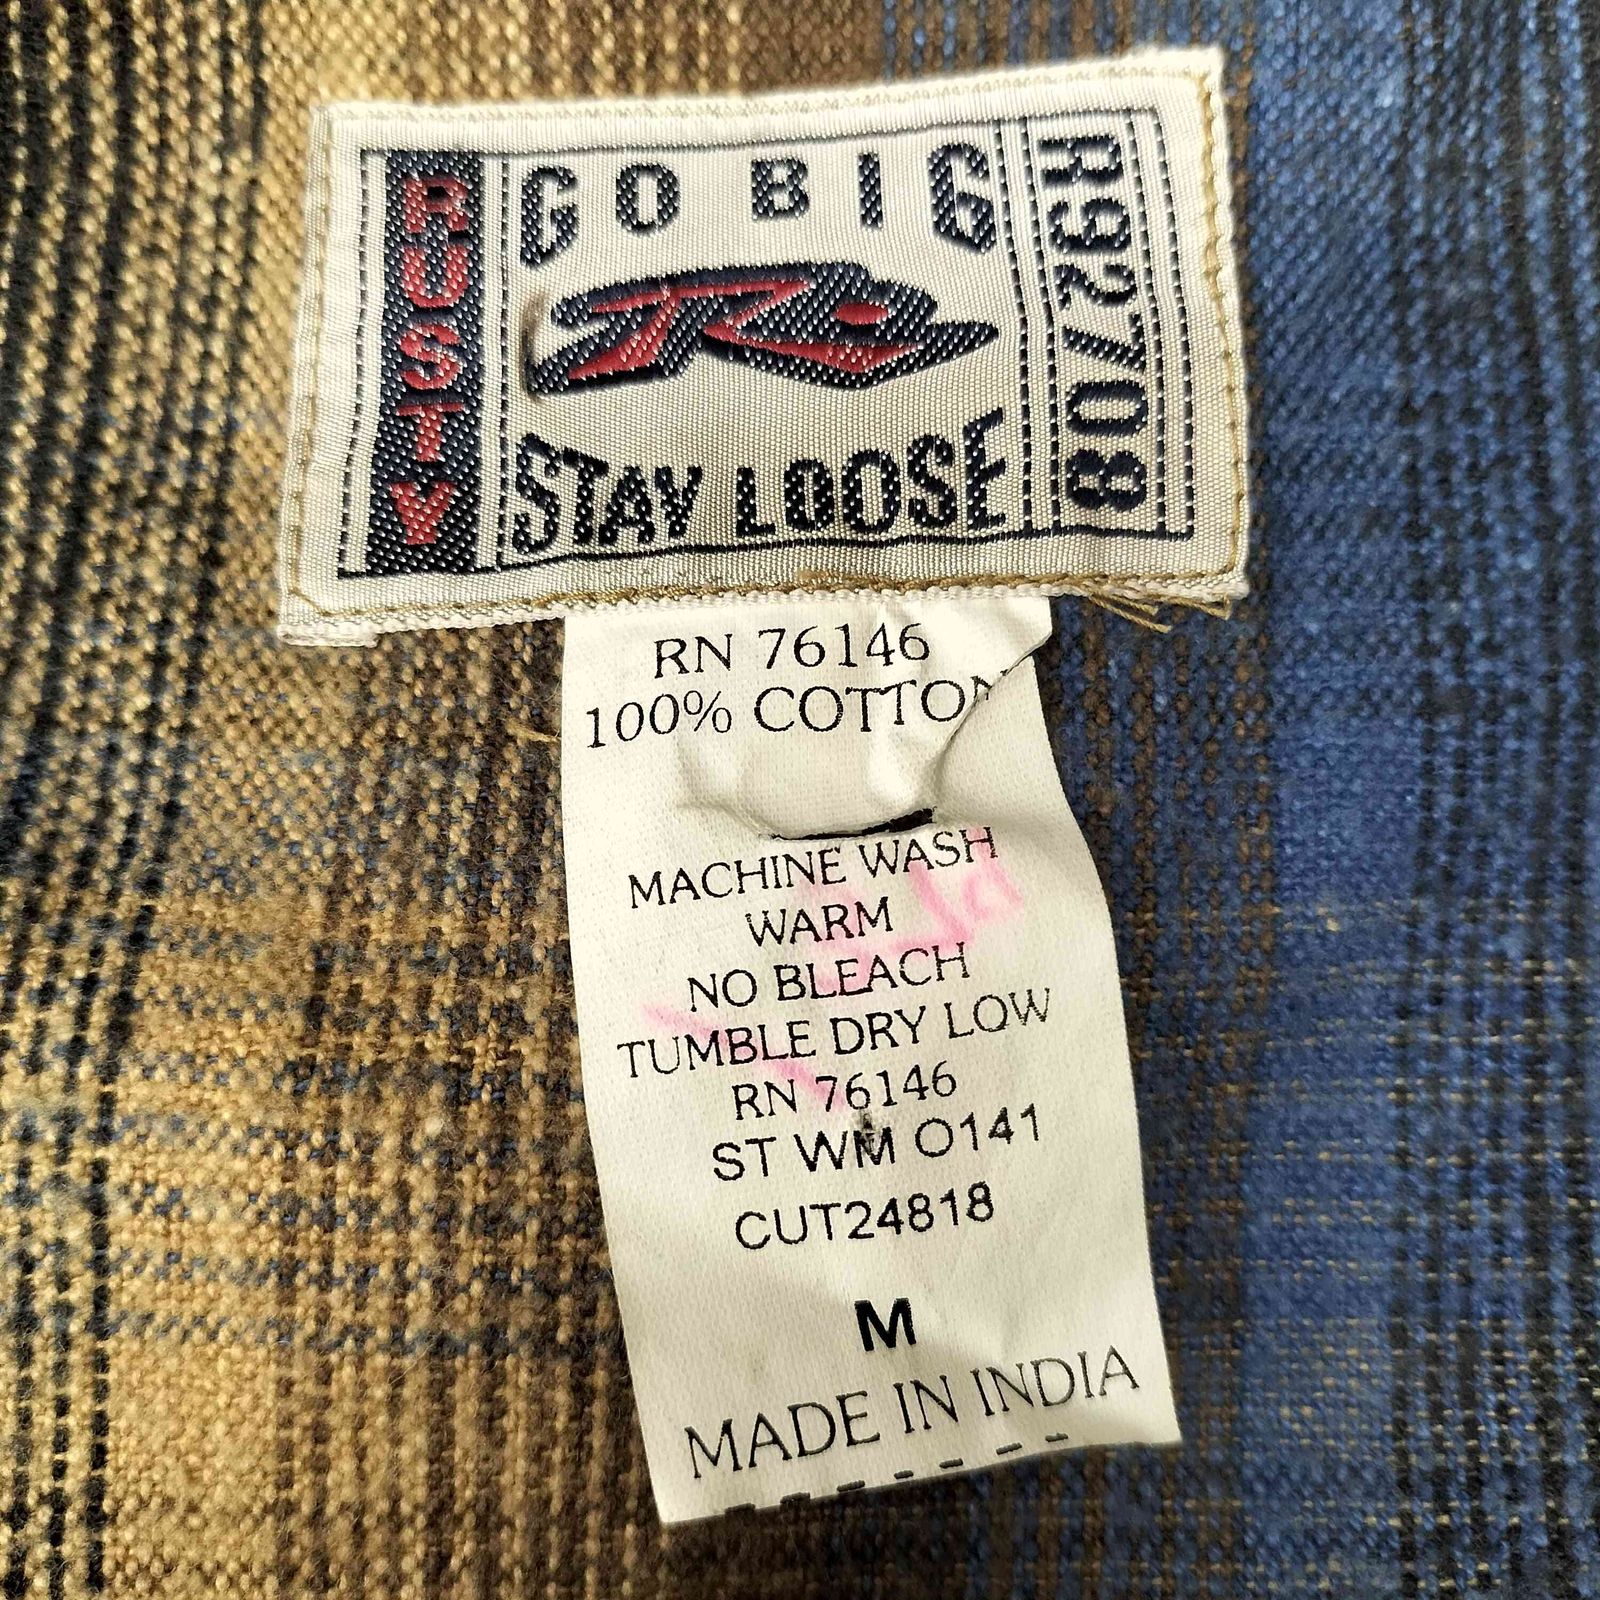 RUSTY
GO BIG
R
STAY LOOSE
R92708
RN 76146
100% COTTON
MACHINE WASH
WARM
NO BLEACH
TUMBLE DRY LOW
RN 76146
ST WM O141
CUT24818
M
MADE IN INDIA